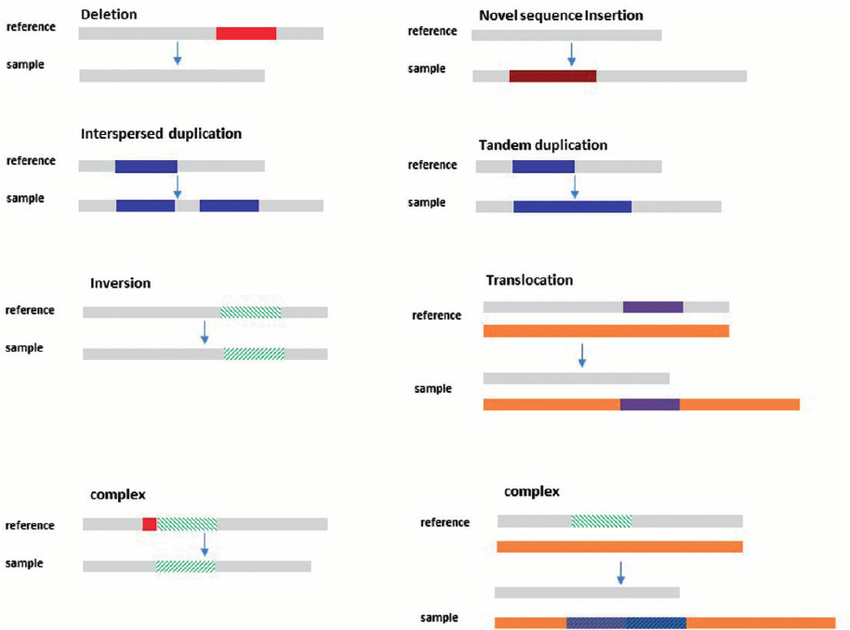 Deletion
reference
sample
Novel sequence Insertion
reference
sample
Interspersed duplication
reference
sample
Tandem duplication
reference
sample
Inversion
reference
sample
Translocation
reference
sample
complex
reference
sample
complex
reference
sample